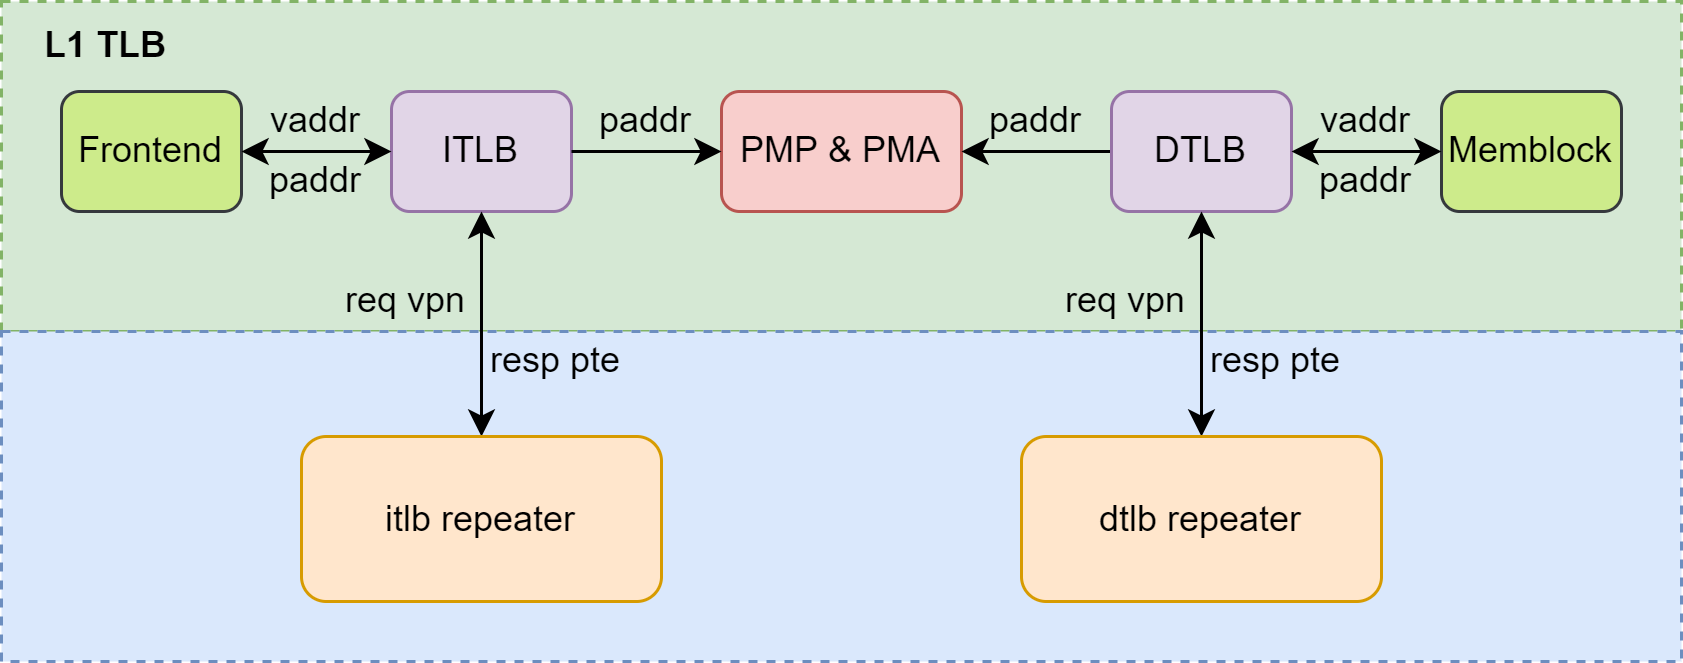 L1 TLB
vaddr
paddr
paddr
vaddr
Frontend
ITLB
PMP & PMA
DTLB
Memblock
paddr
paddr
req vpn
req vpn
resp pte
resp pte
itlb repeater
dtlb repeater